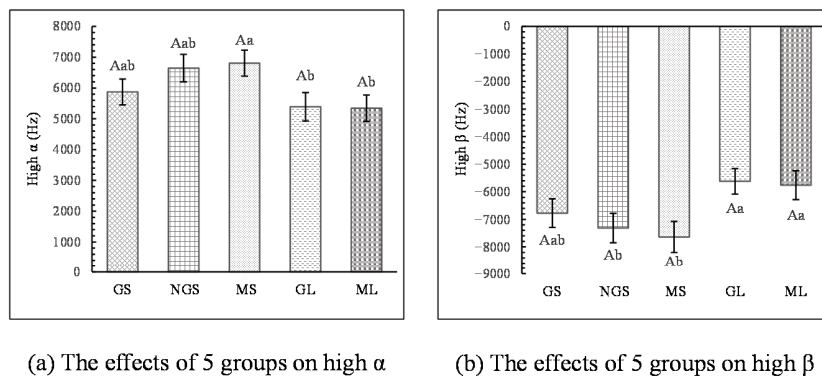 8000
7000
6000
5000
4000
3000
2000
1000
0
High α (Hz)
Aab
Aab
Aa
Ab
Ab
GS NGS MS GL ML
(a) The effects of 5 groups on high α
0
−1000
−2000
−3000
−4000
−5000
−6000
−7000
−8000
−9000
High β (Hz)
Aab
Ab
Ab
Aa
Aa
GS NGS MS GL ML
(b) The effects of 5 groups on high β